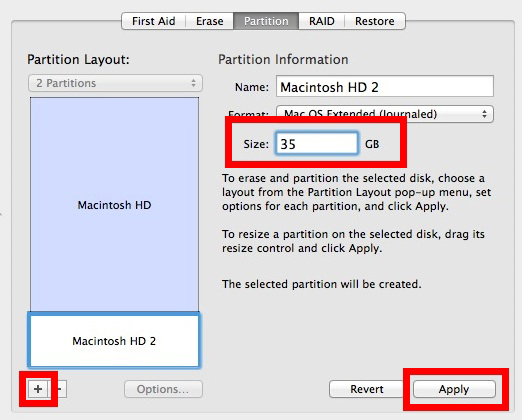 First Aid Erase Partition RAID Restore
Partition Layout:
2 Partitions
Macintosh HD
Macintosh HD 2
+ −
Options...
Partition Information
Name: Macintosh HD 2
Format: Mac OS Extended (Journaled)
Size: 35 GB
To erase and partition the selected disk, choose a
layout from the Partition Layout pop-up menu, set
options for each partition, and click Apply.
To resize a partition on the selected disk, drag its
resize control and click Apply.
The selected partition will be created.
Revert Apply